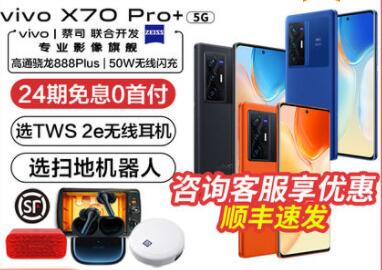 vivo X70 Pro+ 5G
vivo | 蔡司 联合开发 ZEISS
专业影像旗舰
高通骁龙888Plus | 50W无线闪充
24期免息0首付
选TWS 2e无线耳机
选扫地机器人
咨询客服享优惠
顺丰速发
SF